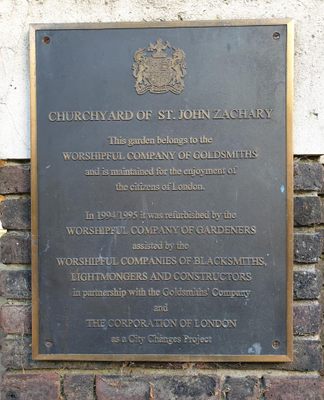 CHURCHYARD OF ST. JOHN ZACHARY
This garden belongs to the
WORSHIPFUL COMPANY OF GOLDSMITHS
and is maintained for the enjoyment of
the citizens of London.
In 1994/1995 it was refurbished by the
WORSHIPFUL COMPANY OF GARDENERS
assisted by the
WORSHIPFUL COMPANIES OF BLACKSMITHS,
LIGHTMONGERS AND CONSTRUCTORS
in partnership with the Goldsmiths' Company
and
THE CORPORATION OF LONDON
as a City Changes Project